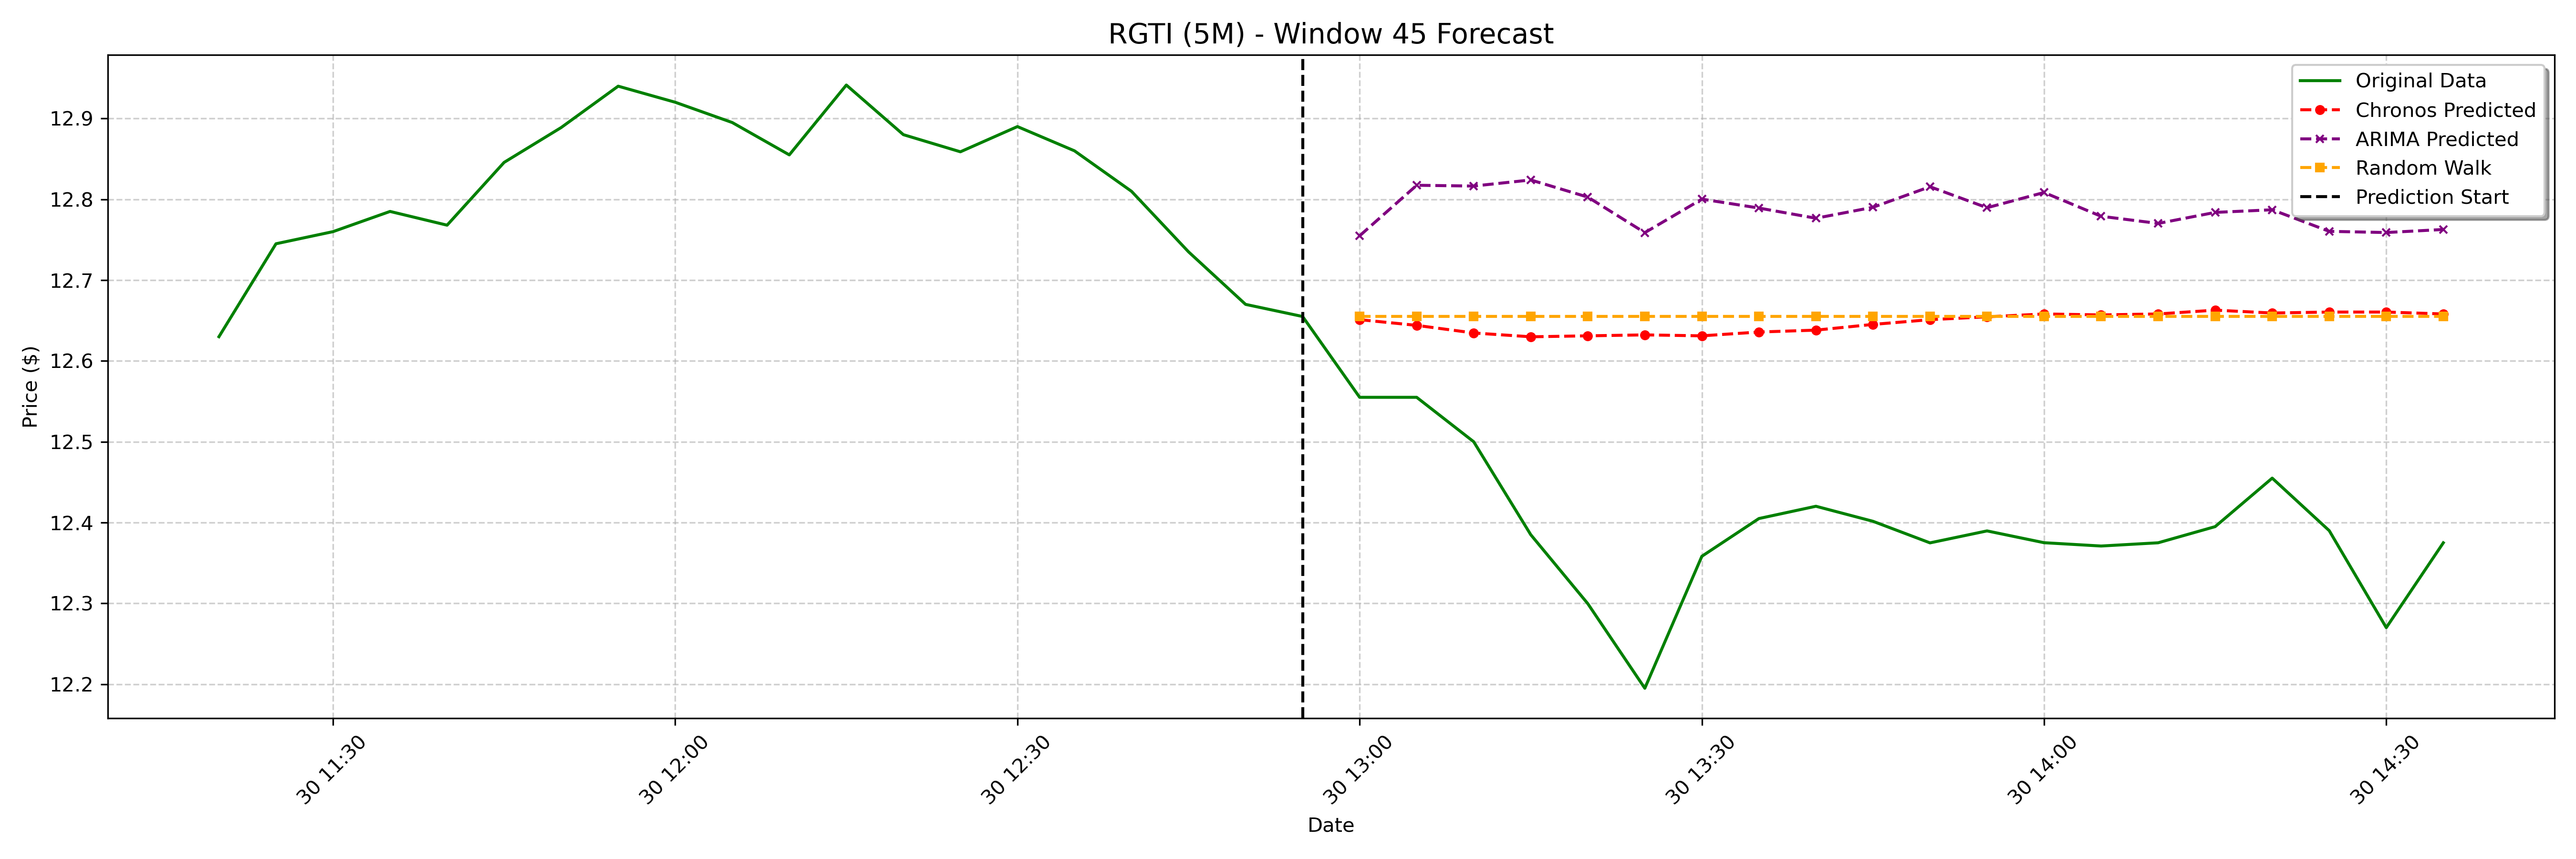 RGTI (5M) - Window 45 Forecast
Original Data
Chronos Predicted
ARIMA Predicted
Random Walk
Prediction Start
Price ($)
12.9
12.8
12.7
12.6
12.5
12.4
12.3
12.2
30 11:30
30 12:00
30 12:30
30 13:00
30 13:30
30 14:00
30 14:30
Date